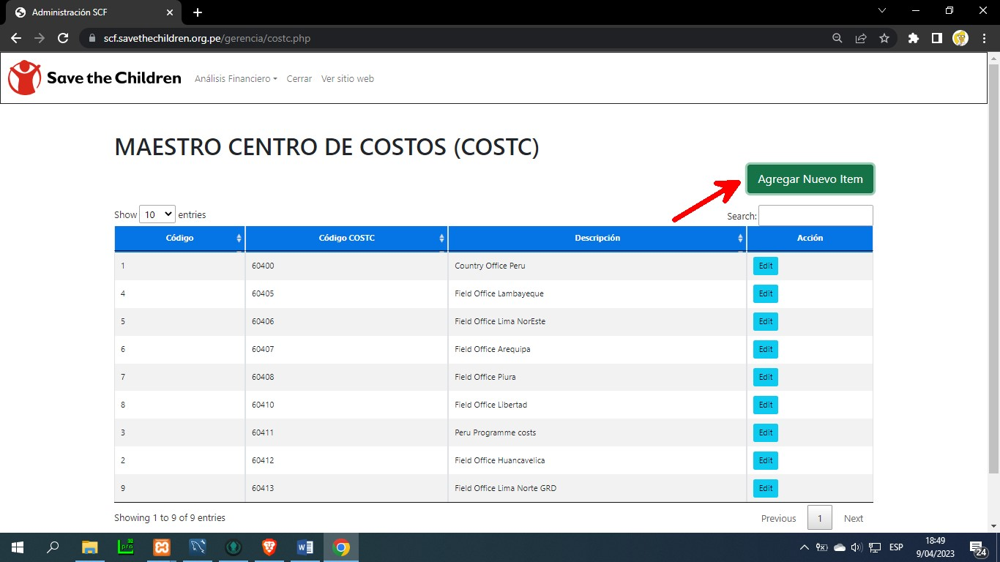 Administración SCF
scf.savethechildren.org.pe/gerencia/costc.php
Save the Children Análisis Financiero Cerrar Ver sitio web
MAESTRO CENTRO DE COSTOS (COSTC)
Agregar Nuevo Item
Show 10 entries Search:
Código Código COSTC Descripción Acción
1 60400 Country Office Peru Edit
4 60405 Field Office Lambayeque Edit
5 60406 Field Office Lima NorEste Edit
6 60407 Field Office Arequipa Edit
7 60408 Field Office Piura Edit
8 60410 Field Office Libertad Edit
3 60411 Peru Programme costs Edit
2 60412 Field Office Huancavelica Edit
9 60413 Field Office Lima Norte GRD Edit
Showing 1 to 9 of 9 entries Previous 1 Next
ESP 18:49
9/04/2023 24